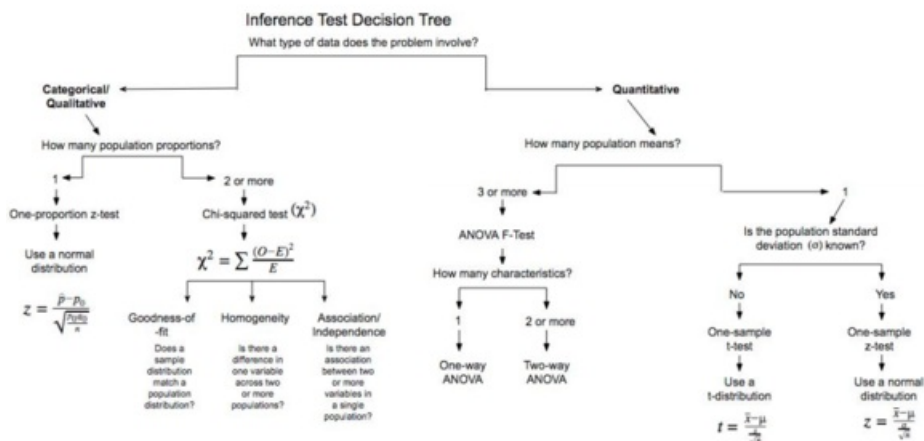 Inference Test Decision Tree
What type of data does the problem involve?
Categorical/
Qualitative
Quantitative
How many population proportions?
How many population means?
1
2 or more
3 or more
1
One-proportion z-test
Chi-squared test (χ²)
ANOVA F-Test
Is the population standard
deviation (σ) known?
Use a normal
distribution
χ² = ∑ (O−E)²/E
How many characteristics?
No
Yes
z = p̂−p₀/√(p₀q₀/n)
Goodness-of
-fit
Homogeneity
Association/
Independence
1
2 or more
One-sample
t-test
One-sample
z-test
Does a
sample
distribution
match a
population
distribution?
Is there a
difference in
one variable
across two
or more
populations?
Is there an
association
between two
or more
variables in
a single
population?
One-way
ANOVA
Two-way
ANOVA
Use a
t-distribution
Use a normal
distribution
t = x̄−μ/(s/√n)
z = x̄−μ/(σ/√n)